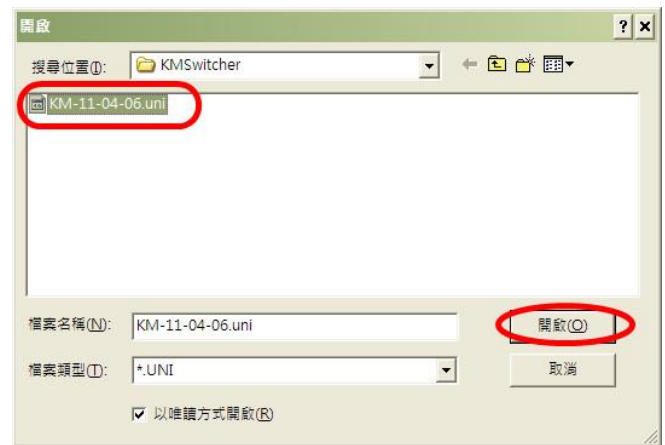 開啟
搜尋位置(I): KMSwitcher
KM-11-04-06.uni
檔案名稱(N): KM-11-04-06.uni 開啟(O)
檔案類型(T): *.UNI 取消
以唯讀方式開啟(R)